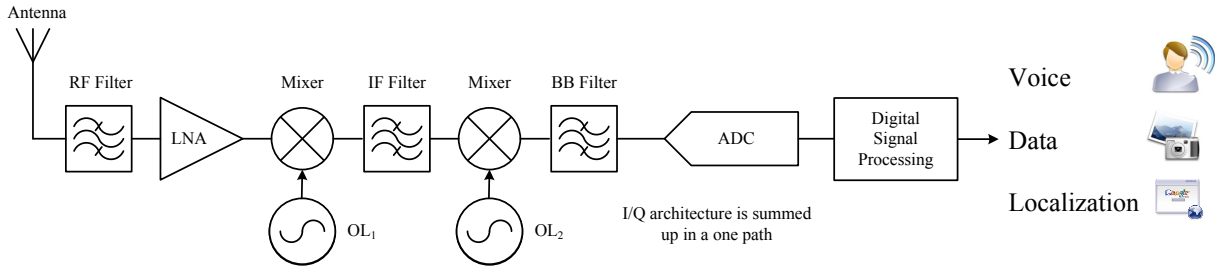 Antenna
RF Filter
LNA
Mixer
OL1
IF Filter
Mixer
OL2
BB Filter
ADC
Digital
Signal
Processing
I/Q architecture is summed
up in a one path
Voice
Data
Localization
Google